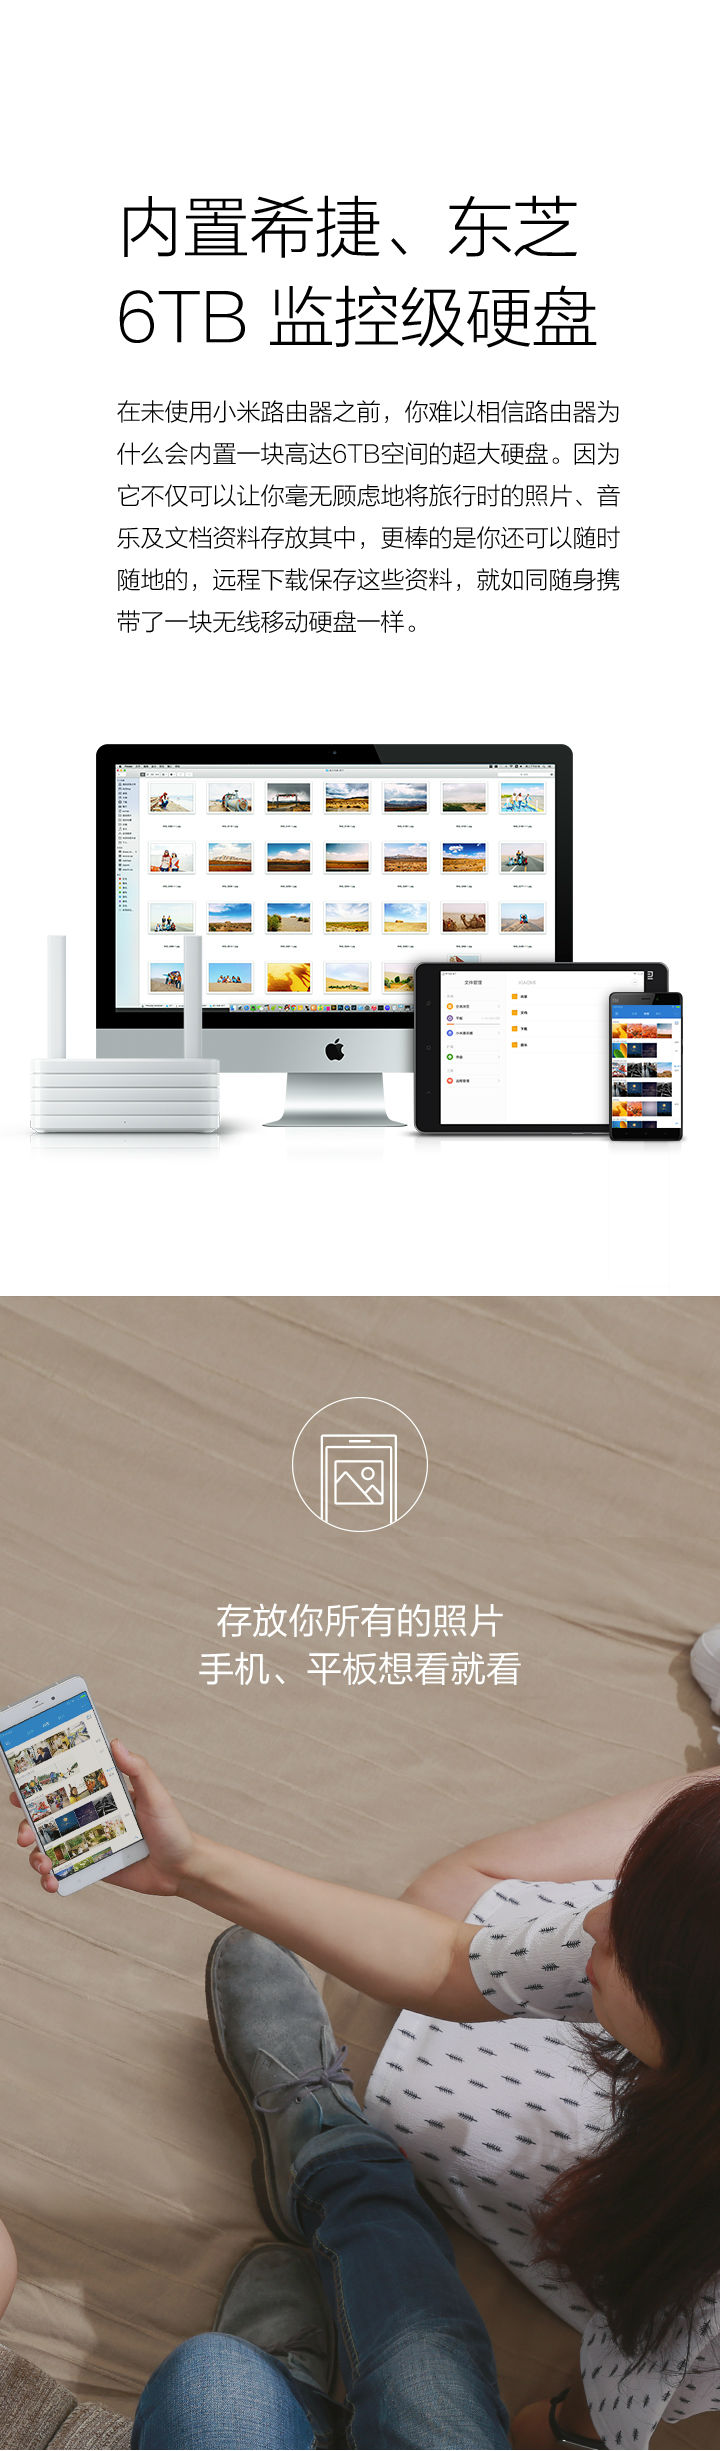 内置希捷、东芝
6TB 监控级硬盘
在未使用小米路由器之前，你难以相信路由器为
什么会内置一块高达6TB空间的超大硬盘。因为
它不仅可以让你毫无顾虑地将旅行时的照片、音
乐及文档资料存放其中，更棒的是你还可以随时
随地的，远程下载保存这些资料，就如同随身携
带了一块无线移动硬盘一样。
文件管理
XIAOMI
存放你所有的照片
手机、平板想看就看